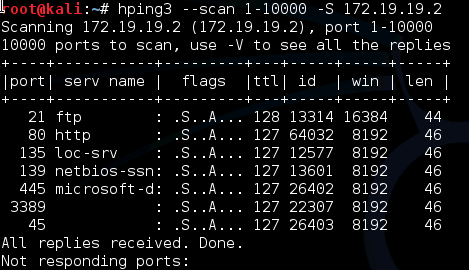 root@kali:~# hping3 --scan 1-10000 -S 172.19.19.2
Scanning 172.19.19.2 (172.19.19.2), port 1-10000
10000 ports to scan, use -V to see all the replies
+----+-----------+---------+---+-----+-----+-----+
|port| serv name |  flags  |ttl| id  | win | len |
+----+-----------+---------+---+-----+-----+-----+
   21 ftp        : .S..A... 128 13314 16384    44
   80 http       : .S..A... 127 64032  8192    46
  135 loc-srv    : .S..A... 127 12577  8192    46
  139 netbios-ssn: .S..A... 127 13601  8192    46
  445 microsoft-d: .S..A... 127 26402  8192    46
 3389            : .S..A... 127 22307  8192    46
   45            : .S..A... 127 26403  8192    46
All replies received. Done.
Not responding ports: